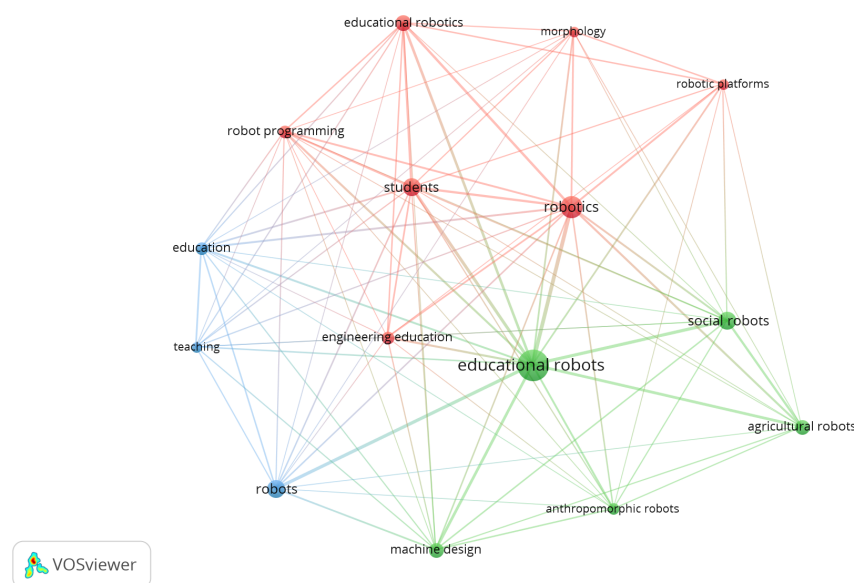 educational robotics
morphology
robotic platforms
robot programming
students
robotics
education
social robots
engineering education
teaching
educational robots
agricultural robots
robots
anthropomorphic robots
machine design
VOSviewer